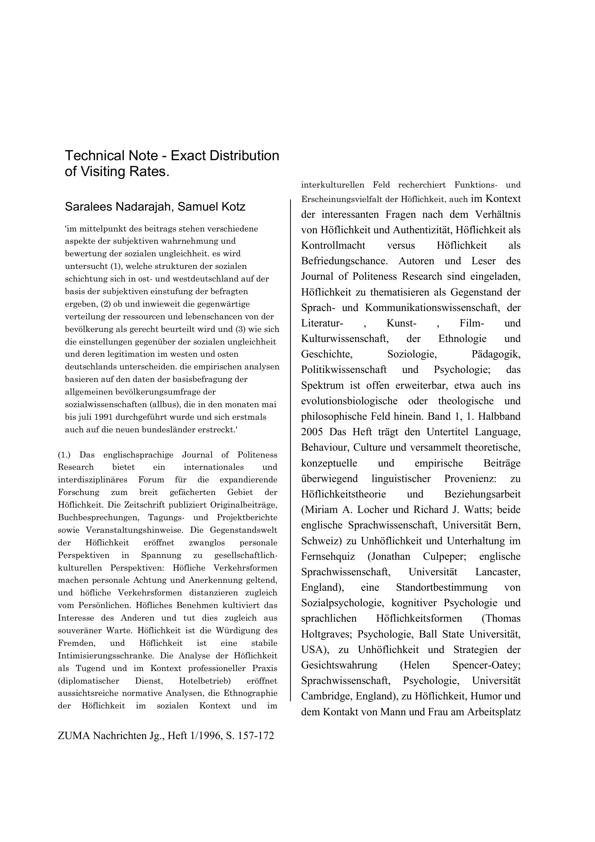 Technical Note - Exact Distribution
of Visiting Rates.
Saralees Nadarajah, Samuel Kotz
'im mittelpunkt des beitrags stehen verschiedene
aspekte der subjektiven wahrnehmung und
bewertung der sozialen ungleichheit. es wird
untersucht (1), welche strukturen der sozialen
schichtung sich in ost- und westdeutschland auf der
basis der subjektiven einstufung der befragten
ergeben, (2) ob und inwieweit die gegenwärtige
verteilung der ressourcen und lebenschancen von der
bevölkerung als gerecht beurteilt wird und (3) wie sich
die einstellungen gegenüber der sozialen ungleichheit
und deren legitimation im westen und osten
deutschlands unterscheiden. die empirischen analysen
basieren auf den daten der basisbefragung der
allgemeinen bevölkerungsumfrage der
sozialwissenschaften (allbus), die in den monaten mai
bis juli 1991 durchgeführt wurde und sich erstmals
auch auf die neuen bundesländer erstreckt.'
(1.) Das englischsprachige Journal of Politeness
Research bietet ein internationales und
interdisziplinäres Forum für die expandierende
Forschung zum breit gefächerten Gebiet der
Höflichkeit. Die Zeitschrift publiziert Originalbeiträge,
Buchbesprechungen, Tagungs- und Projektberichte
sowie Veranstaltungshinweise. Die Gegenstandswelt
der Höflichkeit eröffnet zwanglos personale
Perspektiven in Spannung zu gesellschaftlich-
kulturellen Perspektiven: Höfliche Verkehrsformen
machen personale Achtung und Anerkennung geltend,
und höfliche Verkehrsformen distanzieren zugleich
vom Persönlichen. Höfliches Benehmen kultiviert das
Interesse des Anderen und tut dies zugleich aus
souveräner Warte. Höflichkeit ist die Würdigung des
Fremden, und Höflichkeit ist eine stabile
Intimisierungsschranke. Die Analyse der Höflichkeit
als Tugend und im Kontext professioneller Praxis
(diplomatischer Dienst, Hotelbetrieb) eröffnet
aussichtsreiche normative Analysen, die Ethnographie
der Höflichkeit im sozialen Kontext und im
interkulturellen Feld recherchiert Funktions- und
Erscheinungsvielfalt der Höflichkeit, auch im Kontext
der interessanten Fragen nach dem Verhältnis
von Höflichkeit und Authentizität, Höflichkeit als
Kontrollmacht versus Höflichkeit als
Befriedungschance. Autoren und Leser des
Journal of Politeness Research sind eingeladen,
Höflichkeit zu thematisieren als Gegenstand der
Sprach- und Kommunikationswissenschaft, der
Literatur- , Kunst- , Film- und
Kulturwissenschaft, der Ethnologie und
Geschichte, Soziologie, Pädagogik,
Politikwissenschaft und Psychologie; das
Spektrum ist offen erweiterbar, etwa auch ins
evolutionsbiologische oder theologische und
philosophische Feld hinein. Band 1, 1. Halbband
2005 Das Heft trägt den Untertitel Language,
Behaviour, Culture und versammelt theoretische,
konzeptuelle und empirische Beiträge
überwiegend linguistischer Provenienz: zu
Höflichkeitstheorie und Beziehungsarbeit
(Miriam A. Locher und Richard J. Watts; beide
englische Sprachwissenschaft, Universität Bern,
Schweiz) zu Unhöflichkeit und Unterhaltung im
Fernsehquiz (Jonathan Culpeper; englische
Sprachwissenschaft, Universität Lancaster,
England), eine Standortbestimmung von
Sozialpsychologie, kognitiver Psychologie und
sprachlichen Höflichkeitsformen (Thomas
Holtgraves; Psychologie, Ball State Universität,
USA), zu Unhöflichkeit und Strategien der
Gesichtswahrung (Helen Spencer-Oatey;
Sprachwissenschaft, Psychologie, Universität
Cambridge, England), zu Höflichkeit, Humor und
dem Kontakt von Mann und Frau am Arbeitsplatz
ZUMA Nachrichten Jg., Heft 1/1996, S. 157-172